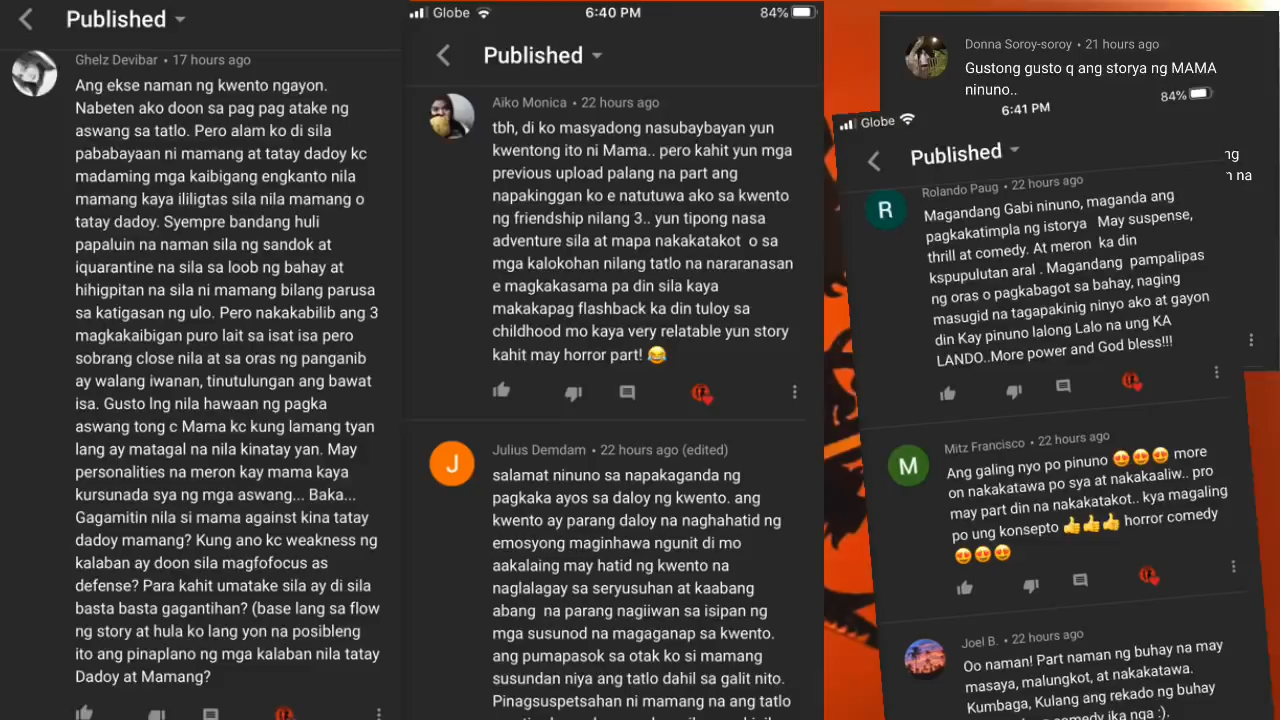 Published
Ghelz Devibar • 17 hours ago
Ang ekse naman ng kwento ngayon.
Nabeten ako doon sa pag pag atake ng
aswang sa tatlo. Pero alam ko di sila
pababayaan ni mamang at tatay dadoy kc
madaming mga kaibigang engkanto nila
mamang kaya ililigtas sila nila mamang o
tatay dadoy. Syempre bandang huli
papaluin na naman sila ng sandok at
iquarantine na sila sa loob ng bahay at
hihigpitan na sila ni mamang bilang parusa
sa katigasan ng ulo. Pero nakakabilib ang 3
magkakaibigan puro lait sa isat isa pero
sobrang close nila at sa oras ng panganib
ay walang iwanan, tinutulungan ang bawat
isa. Gusto lng nila hawaan ng pagka
aswang tong c Mama kc kung lamang tyan
lang ay matagal na nila kinatay yan. May
personalities na meron kay mama kaya
kursunada sya ng mga aswang... Baka...
Gagamitin nila si mama against kina tatay
dadoy mamang? Kung ano kc weakness ng
kalaban ay doon sila magfofocus as
defense? Para kahit umatake sila ay di sila
basta basta gagantihan? (base lang sa flow
ng story at hula ko lang yon na posibleng
ito ang pinaplano ng mga kalaban nila tatay
Dadoy at Mamang?
Globe 6:40 PM 84%
Published
Aiko Monica • 22 hours ago
tbh, di ko masyadong nasubaybayan yun
kwentong ito ni Mama.. pero kahit yun mga
previous upload palang na part ang
napakinggan ko e natutuwa ako sa kwento
ng friendship nilang 3.. yun tipong nasa
adventure sila at mapa nakakatakot o sa
mga kalokohan nilang tatlo na nararanasan
e magkakasama pa din sila kaya
makakapag flashback ka din tuloy sa
childhood mo kaya very relatable yun story
kahit may horror part! 😂
J
Julius Demdam • 22 hours ago (edited)
salamat ninuno sa napakaganda ng
pagkaka ayos sa daloy ng kwento. ang
kwento ay parang daloy na naghahatid ng
emosyong maginhawa ngunit di mo
aakalaing may hatid ng kwento na
naglalagay sa seryusuhan at kaabang
abang na parang nagiiwan sa isipan ng
mga susunod na magaganap sa kwento.
ang pumapasok sa otak ko si mamang
susundan niya ang tatlo dahil sa galit nito.
Pinagsuspetsahan ni mamang na ang tatlo
Donna Soroy-soroy • 21 hours ago
Gustong gusto q ang storya ng MAMA
ninuno..
Globe 6:41 PM 84%
Published
ng
n na
R
Rolando Paug • 22 hours ago
Magandang Gabi ninuno, maganda ang
pagkakatimpla ng istorya May suspense,
thrill at comedy. At meron ka din
kspupulutan aral . Magandang pampalipas
ng oras o pagkabagot sa bahay, naging
masugid na tagapakinig ninyo ako at gayon
din Kay pinuno lalong Lalo na ung KA
LANDO..More power and God bless!!!
M
Mitz Francisco • 22 hours ago
Ang galing nyo po pinuno 😍😍😍 more
on nakakatawa po sya at nakakaaliw.. pro
may part din na nakakatakot.. kya magaling
po ung konsepto 👍👍👍 horror comedy
😍😍😍
Joel B. • 22 hours ago
Oo naman! Part naman ng buhay na may
masaya, malungkot, at nakakatawa.
Kumbaga, Kulang ang rekado ng buhay
comedy ika nga :).